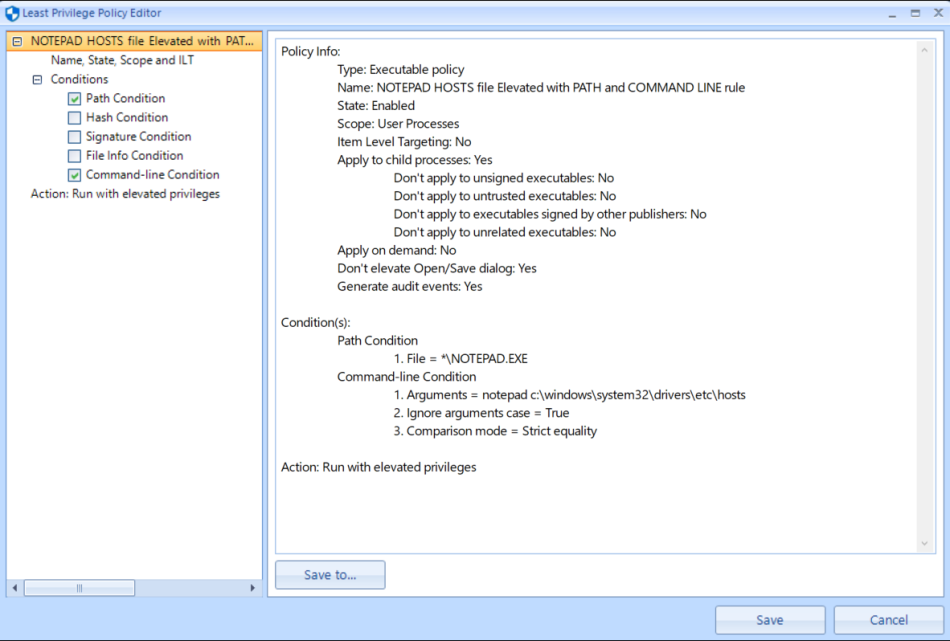 Least Privilege Policy Editor
NOTEPAD HOSTS file Elevated with PAT...
Name, State, Scope and ILT
Conditions
Path Condition
Hash Condition
Signature Condition
File Info Condition
Command-line Condition
Action: Run with elevated privileges
Policy Info:
Type: Executable policy
Name: NOTEPAD HOSTS file Elevated with PATH and COMMAND LINE rule
State: Enabled
Scope: User Processes
Item Level Targeting: No
Apply to child processes: Yes
Don't apply to unsigned executables: No
Don't apply to untrusted executables: No
Don't apply to executables signed by other publishers: No
Don't apply to unrelated executables: No
Apply on demand: No
Don't elevate Open/Save dialog: Yes
Generate audit events: Yes
Condition(s):
Path Condition
1. File = *\NOTEPAD.EXE
Command-line Condition
1. Arguments = notepad c:\windows\system32\drivers\etc\hosts
2. Ignore arguments case = True
3. Comparison mode = Strict equality
Action: Run with elevated privileges
Save to...
Save
Cancel